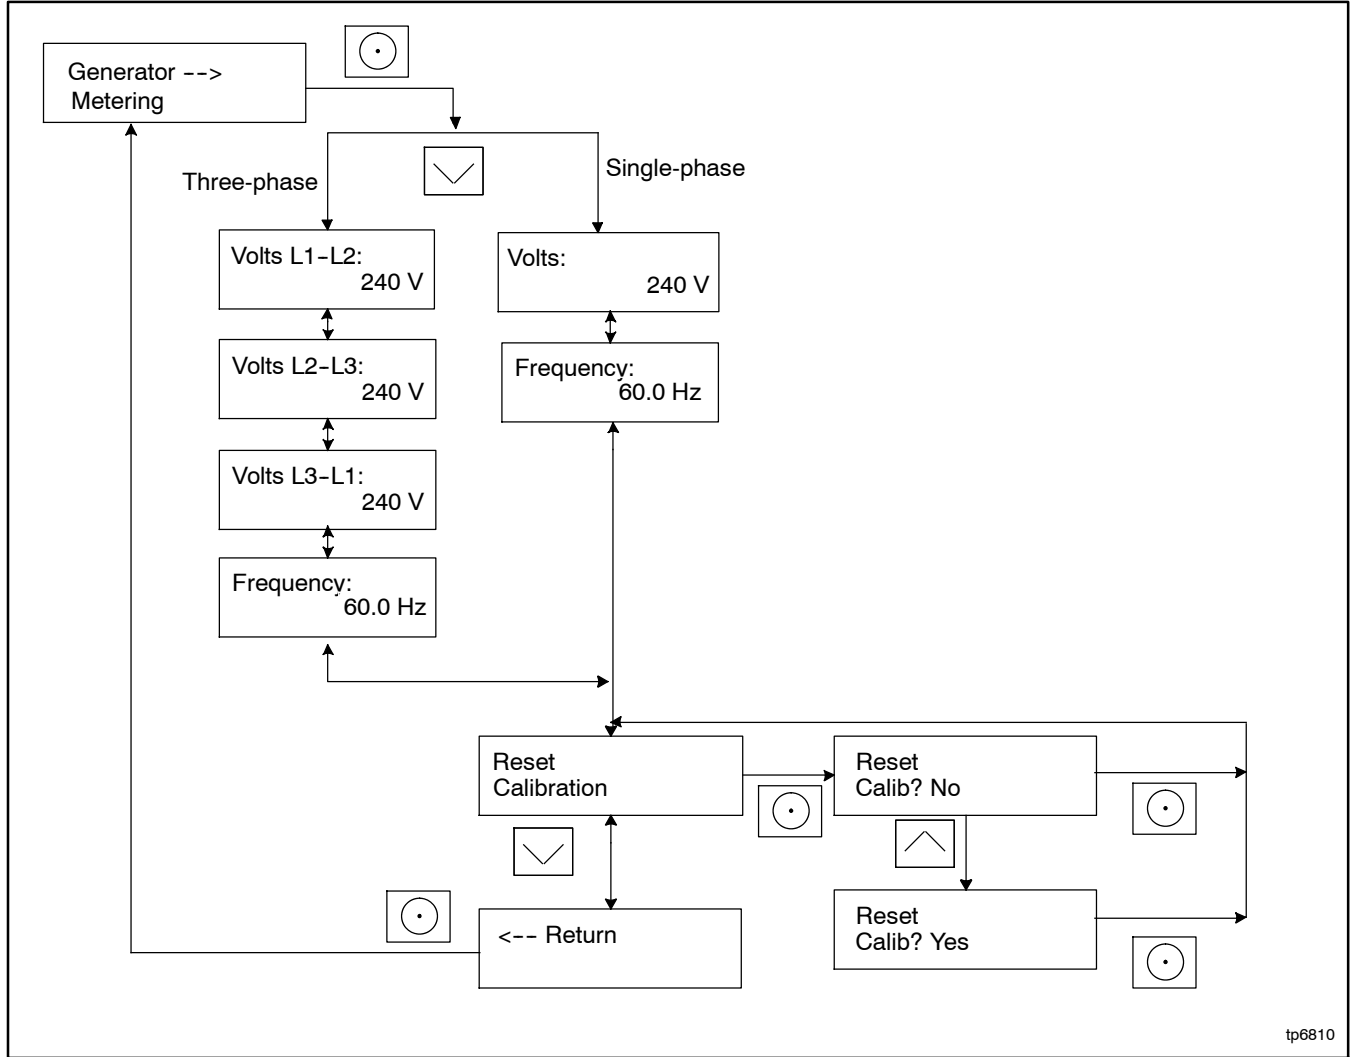 Generator -->
Metering
Three-phase
Single-phase
Volts L1-L2:
240 V
Volts:
240 V
Volts L2-L3:
240 V
Frequency:
60.0 Hz
Volts L3-L1:
240 V
Frequency:
60.0 Hz
Reset
Calibration
Reset
Calib? No
<-- Return
Reset
Calib? Yes
tp6810